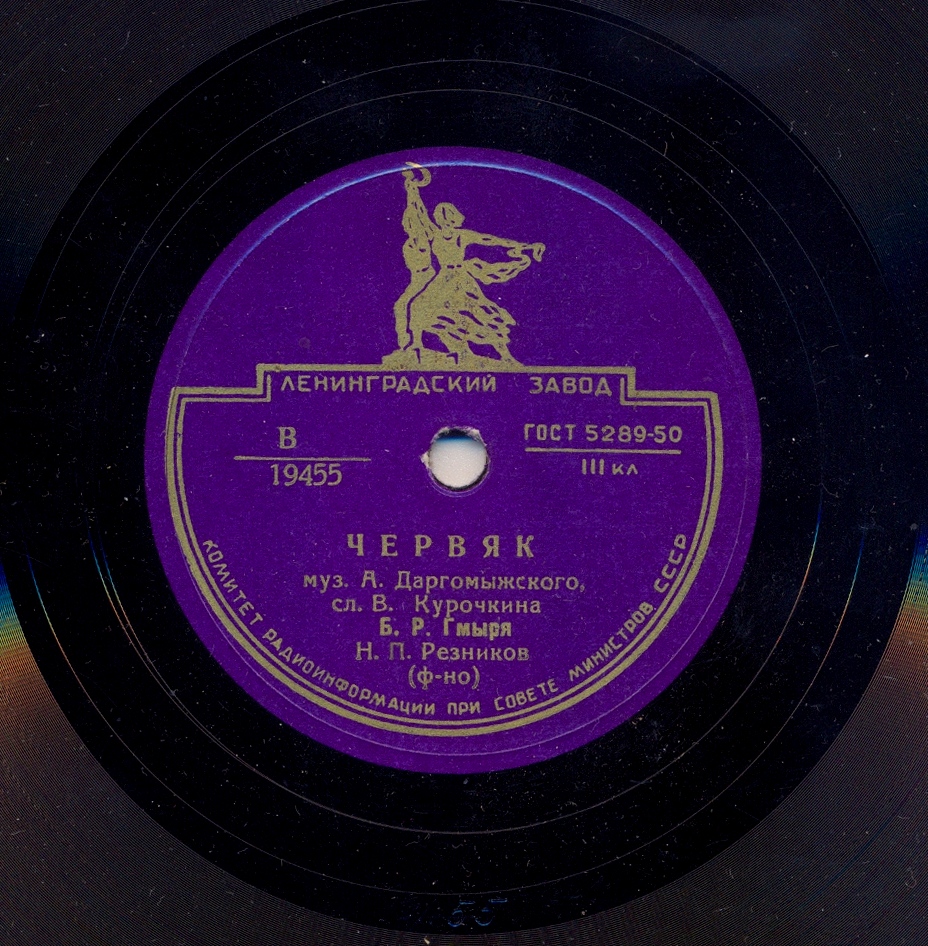 ЛЕНИНГРАДСКИЙ ЗАВОД
В
19455
ГОСТ 5289-50
III кл
ЧЕРВЯК
муз. А. Даргомыжского,
сл. В. Курочкина
Б. Р. Гмыря
Н. П. Резников
(ф-но)
КОМИТЕТ РАДИОИНФОРМАЦИИ ПРИ СОВЕТЕ МИНИСТРОВ СССР
55